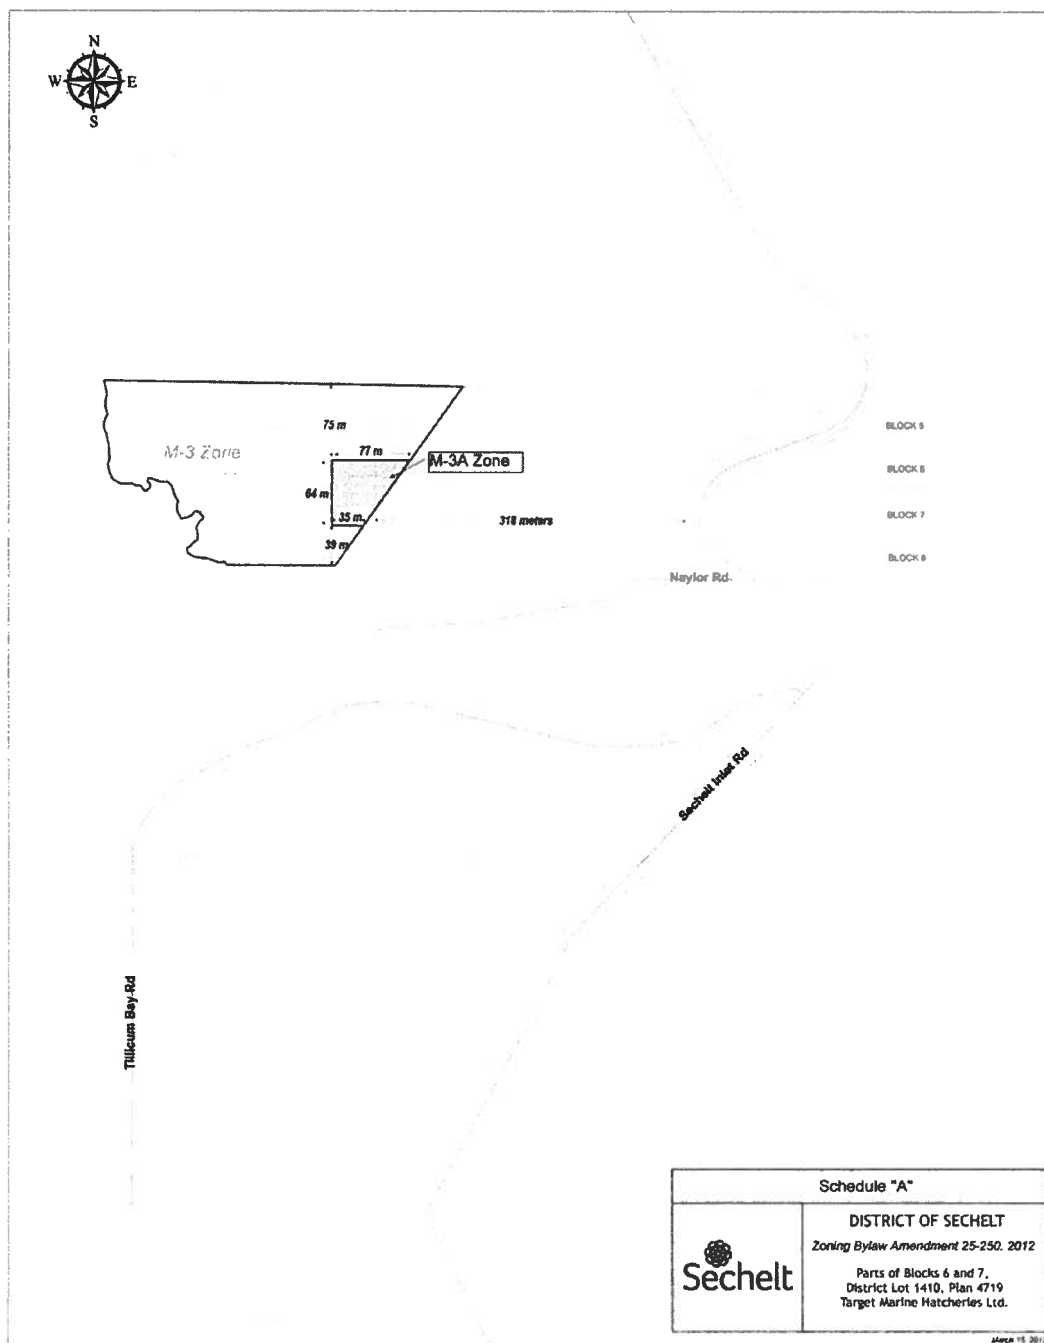 N
W E
S
75 m
M-3 Zone
77 m
M-3A Zone
64 m
35 m
318 meters
39 m
BLOCK 5
BLOCK 6
BLOCK 7
Naylor Rd
Sechelt Inlet Rd
Tillicum Bay Rd
Schedule "A"
Sechelt
DISTRICT OF SECHELT
Zoning Bylaw Amendment 25-250, 2012
Parts of Blocks 6 and 7,
District Lot 1410, Plan 4719
Target Marine Hatcheries Ltd.